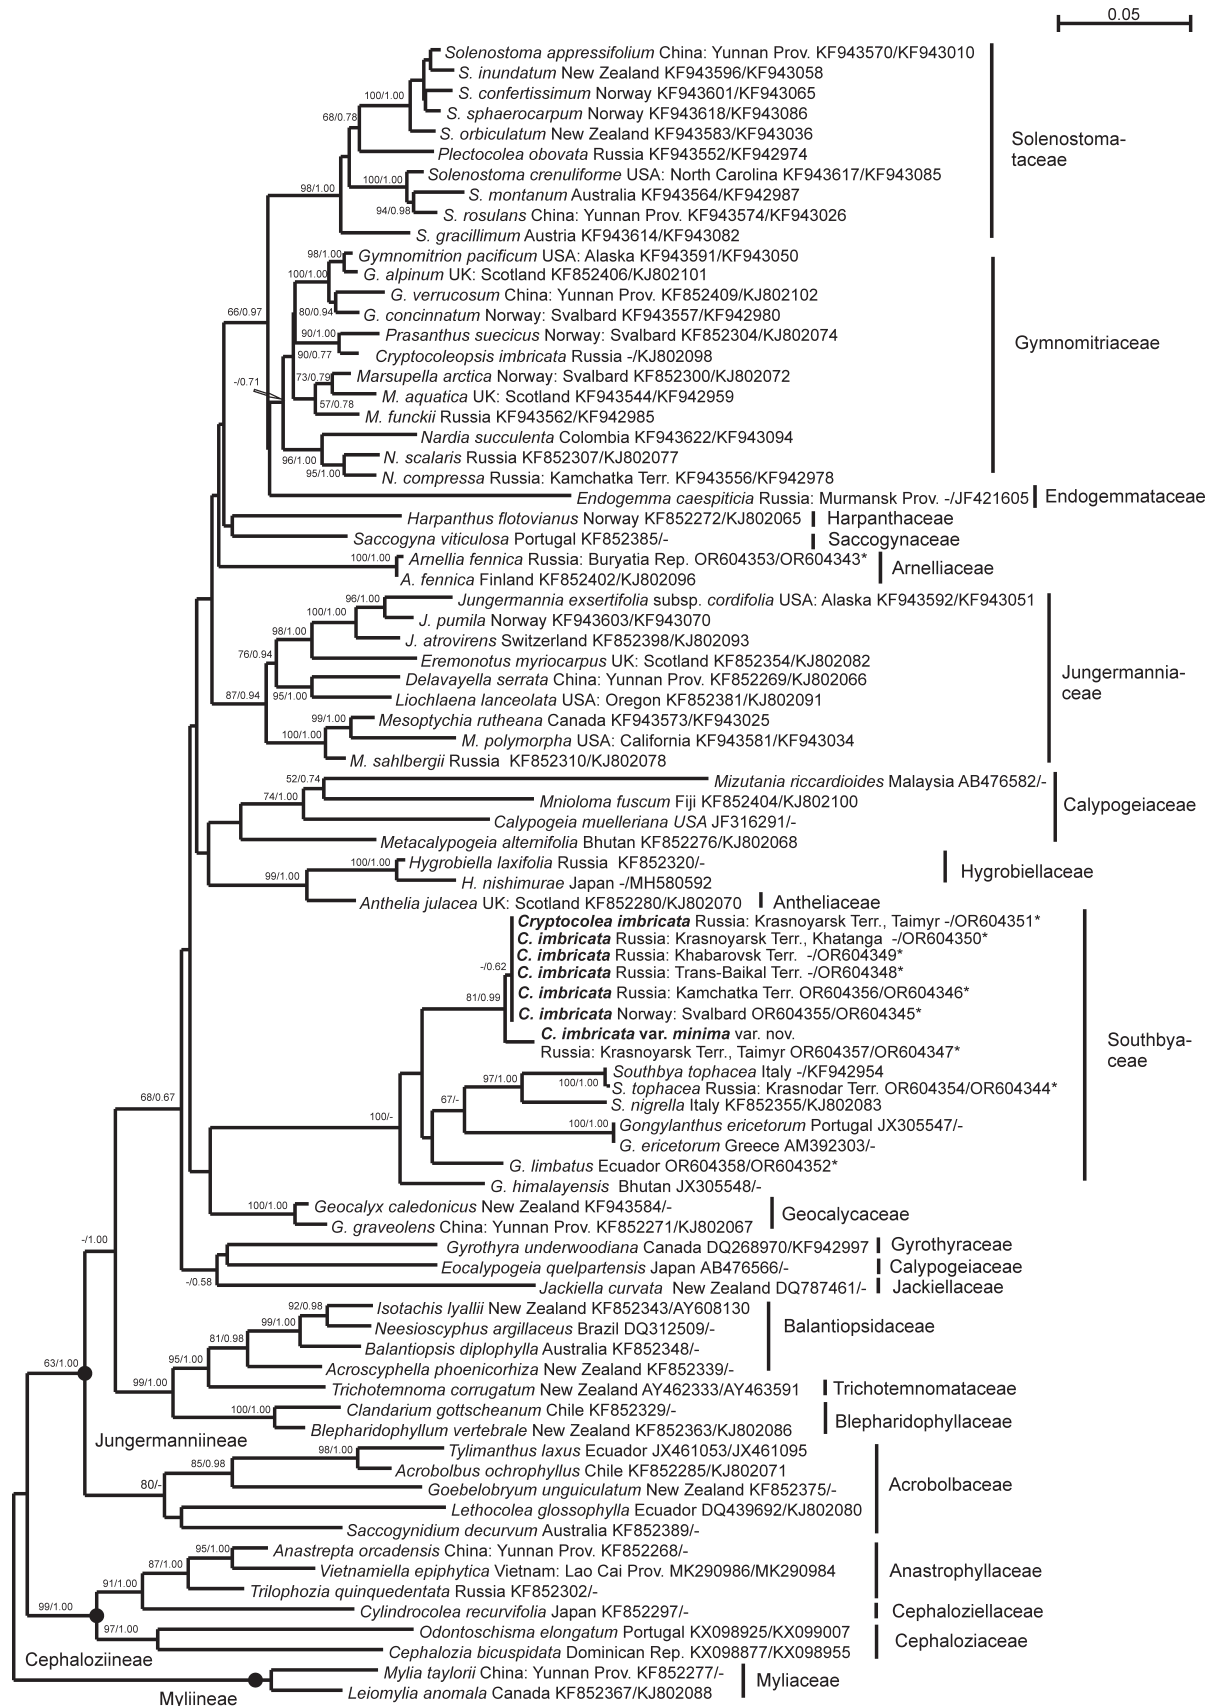 0.05
Solenostoma appressifolium China: Yunnan Prov. KF943570/KF943010
S. inundatum New Zealand KF943596/KF943058
100/1.00
S. confertissimum Norway KF943601/KF943065
68/0.78
S. sphaerocarpum Norway KF943618/KF943086
S. orbiculatum New Zealand KF943583/KF943036
Solenostoma-
taceae
Plectocolea obovata Russia KF943552/KF942974
Solenostoma crenuliforme USA: North Carolina KF943617/KF943085
100/1.00
98/1.00
S. montanum Australia KF943564/KF942987
94/0.98
S. rosulans China: Yunnan Prov. KF943574/KF943026
S. gracillimum Austria KF943614/KF943082
98/1.00
Gymnomitrion pacificum USA: Alaska KF943591/KF943050
100/1.00
G. alpinum UK: Scotland KF852406/KJ802101
G. verrucosum China: Yunnan Prov. KF852409/KJ802102
66/0.97
80/0.94
G. concinnatum Norway: Svalbard KF943557/KF942980
90/1.00
Prasanthus suecicus Norway: Svalbard KF852304/KJ802074
Gymnomitriaceae
90/0.77
Cryptocoleopsis imbricata Russia -/KJ802098
-/0.71
73/0.79
Marsupella arctica Norway: Svalbard KF852300/KJ802072
M. aquatica UK: Scotland KF943544/KF942959
57/0.78
M. funckii Russia KF943562/KF942985
Nardia succulenta Colombia KF943622/KF943094
96/1.00
N. scalaris Russia KF852307/KJ802077
95/1.00
N. compressa Russia: Kamchatka Terr. KF943556/KF942978
Endogemma caespiticia Russia: Murmansk Prov. -/JF421605 Endogemmataceae
Harpanthus flotovianus Norway KF852272/KJ802065 Harpanthaceae
Saccogyna viticulosa Portugal KF852385/- Saccogynaceae
100/1.00
Arnellia fennica Russia: Buryatia Rep. OR604353/OR604343*
Arnelliaceae
A. fennica Finland KF852402/KJ802096
96/1.00
Jungermannia exsertifolia subsp. cordifolia USA: Alaska KF943592/KF943051
100/1.00
J. pumila Norway KF943603/KF943070
98/1.00
J. atrovirens Switzerland KF852398/KJ802093
76/0.94
Eremonotus myriocarpus UK: Scotland KF852354/KJ802082
Delavayella serrata China: Yunnan Prov. KF852269/KJ802066
Jungermannia-
ceae
87/0.94
95/1.00
Liochlaena lanceolata USA: Oregon KF852381/KJ802091
99/1.00
Mesoptychia rutheana Canada KF943573/KF943025
100/1.00
M. polymorpha USA: California KF943581/KF943034
M. sahlbergii Russia KF852310/KJ802078
52/0.74
Mizutania riccardioides Malaysia AB476582/-
74/1.00
Mnioloma fuscum Fiji KF852404/KJ802100
Calypogeiaceae
Calypogeia muelleriana USA JF316291/-
Metacalypogeia alternifolia Bhutan KF852276/KJ802068
100/1.00
Hygrobiella laxifolia Russia KF852320/-
Hygrobiellaceae
99/1.00
H. nishimurae Japan -/MH580592
Anthelia julacea UK: Scotland KF852280/KJ802070 Antheliaceae
Cryptocolea imbricata Russia: Krasnoyarsk Terr., Taimyr -/OR604351*
C. imbricata Russia: Krasnoyarsk Terr., Khatanga -/OR604350*
C. imbricata Russia: Khabarovsk Terr. -/OR604349*
-/0.62
C. imbricata Russia: Trans-Baikal Terr. -/OR604348*
81/0.99
C. imbricata Russia: Kamchatka Terr. OR604356/OR604346*
C. imbricata Norway: Svalbard OR604355/OR604345*
C. imbricata var. minima var. nov.
Russia: Krasnoyarsk Terr., Taimyr OR604357/OR604347*
Southbya-
ceae
Southbya tophacea Italy -/KF942954
97/1.00
100/1.00
S. tophacea Russia: Krasnodar Terr. OR604354/OR604344*
68/0.67
67/-
S. nigrella Italy KF852355/KJ802083
100/-
100/1.00
Gongylanthus ericetorum Portugal JX305547/-
G. ericetorum Greece AM392303/-
G. limbatus Ecuador OR604358/OR604352*
G. himalayensis Bhutan JX305548/-
100/1.00
Geocalyx caledonicus New Zealand KF943584/-
Geocalycaceae
G. graveolens China: Yunnan Prov. KF852271/KJ802067
-/1.00
Gyrothyra underwoodiana Canada DQ268970/KF942997 Gyrothyraceae
Eocalypogeia quelpartensis Japan AB476566/- Calypogeiaceae
-/0.58
Jackiella curvata New Zealand DQ787461/- Jackiellaceae
92/0.98
Isotachis lyallii New Zealand KF852343/AY608130
99/1.00
Neesioscyphus argillaceus Brazil DQ312509/-
Balantiopsidaceae
81/0.98
Balantiopsis diplophylla Australia KF852348/-
63/1.00
95/1.00
Acroscyphella phoenicorhiza New Zealand KF852339/-
99/1.00
Trichotemnoma corrugatum New Zealand AY462333/AY463591 Trichotemnomataceae
100/1.00
Clandarium gottscheanum Chile KF852329/-
Blepharidophyllaceae
Blepharidophyllum vertebrale New Zealand KF852363/KJ802086
Jungermanniineae
98/1.00
Tylimanthus laxus Ecuador JX461053/JX461095
85/0.98
Acrobolbus ochrophyllus Chile KF852285/KJ802071
80/-
Goebelobryum unguiculatum New Zealand KF852375/-
Acrobolbaceae
Lethocolea glossophylla Ecuador DQ439692/KJ802080
Saccogynidium decurvum Australia KF852389/-
95/1.00
Anastrepta orcadensis China: Yunnan Prov. KF852268/-
87/1.00
Vietnamiella epiphytica Vietnam: Lao Cai Prov. MK290986/MK290984
Anastrophyllaceae
91/1.00
Trilophozia quinquedentata Russia KF852302/-
99/1.00
Cylindrocolea recurvifolia Japan KF852297/- Cephaloziellaceae
97/1.00
Odontoschisma elongatum Portugal KX098925/KX099007
Cephaloziaceae
Cephalozia bicuspidata Dominican Rep. KX098877/KX098955
Cephaloziineae
Mylia taylorii China: Yunnan Prov. KF852277/-
Myliaceae
Leiomylia anomala Canada KF852367/KJ802088
Myliineae